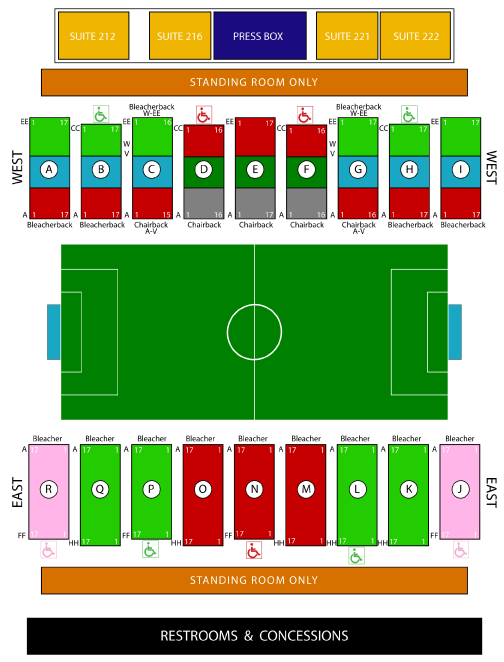 SUITE 212 SUITE 216 PRESS BOX SUITE 221 SUITE 222
STANDING ROOM ONLY
Bleacherback W-EE Bleacherback W-EE
WEST
EE 1 17 CC 1 17 EE 1 16 CC 1 16 EE 1 17 CC 1 16 EE 1 17 CC 1 17 EE 1 17
W V W V
A B C D E F G H I
A 1 17 A 1 17 A 1 15 A 1 16 A 1 17 A 1 16 A 1 16 A 1 17 A 1 17
WEST
Bleacherback Bleacherback Chairback A-V Chairback Chairback Chairback Chairback A-V Bleacherback Bleacherback
Bleacher Bleacher Bleacher Bleacher Bleacher Bleacher Bleacher Bleacher Bleacher
EAST
A 17 1 A 17 1 A 17 1 A 17 1 A 17 1 A 17 1 A 17 1 A 17 1 A 17 1
R Q P O N M L K J
FF 17 1 HH 17 1 FF 17 1 HH 17 1 FF 17 1 HH 17 1 HH 17 1 HH 17 1 FF 17 1
EAST
STANDING ROOM ONLY
RESTROOMS & CONCESSIONS